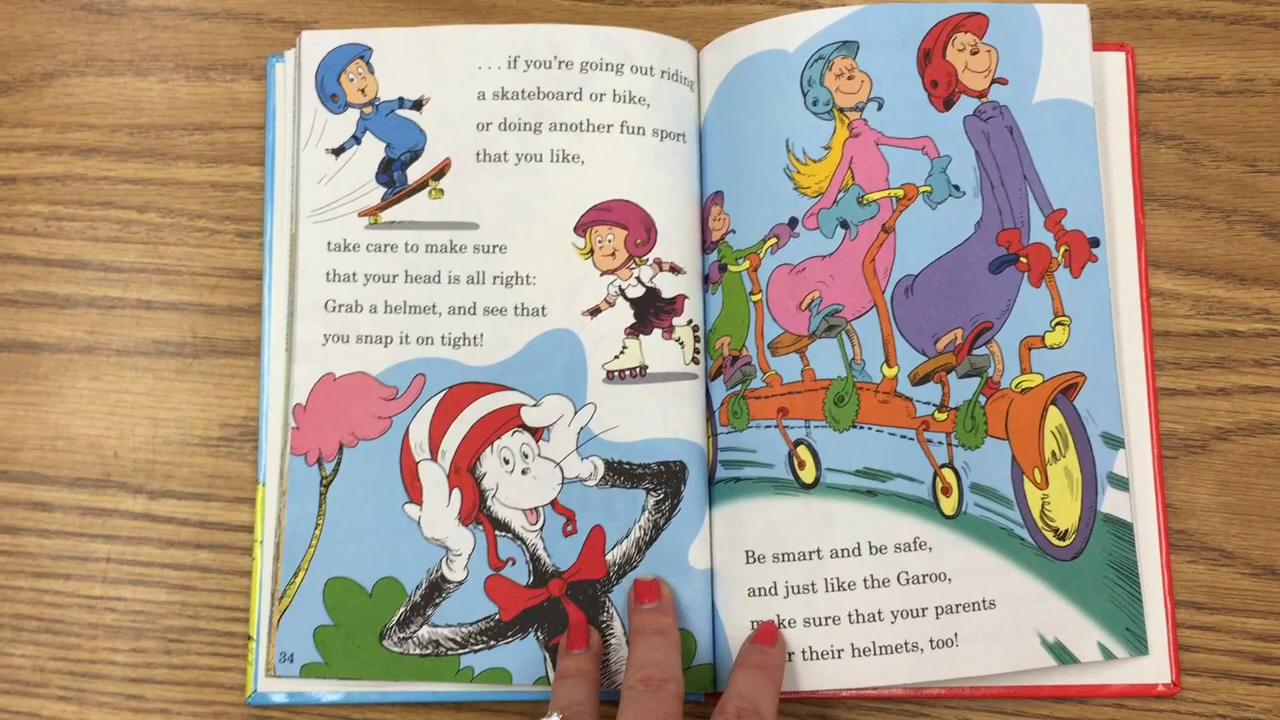 . . . if you're going out riding
a skateboard or bike,
or doing another fun sport
that you like,
take care to make sure
that your head is all right:
Grab a helmet, and see that
you snap it on tight!
34
Be smart and be safe,
and just like the Garoo,
make sure that your parents
their helmets, too!